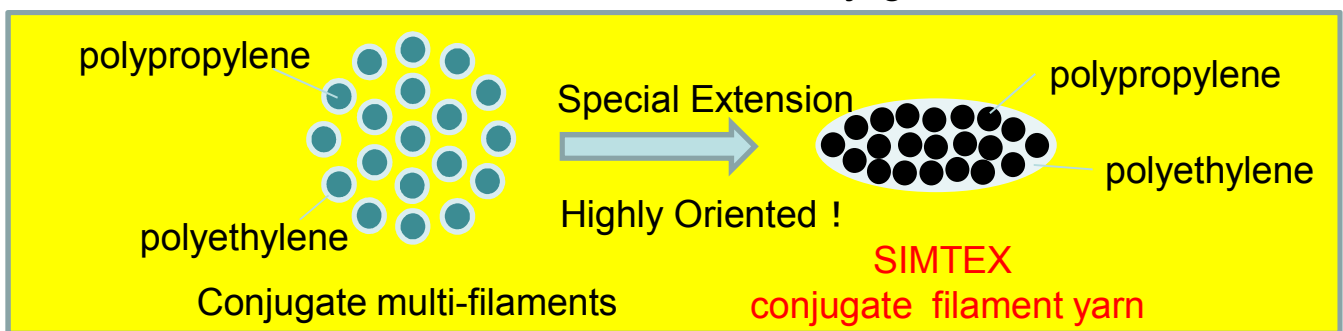 polypropylene
polyethylene
Conjugate multi-filaments
Special Extension
Highly Oriented !
polypropylene
polyethylene
SIMTEX
conjugate filament yarn